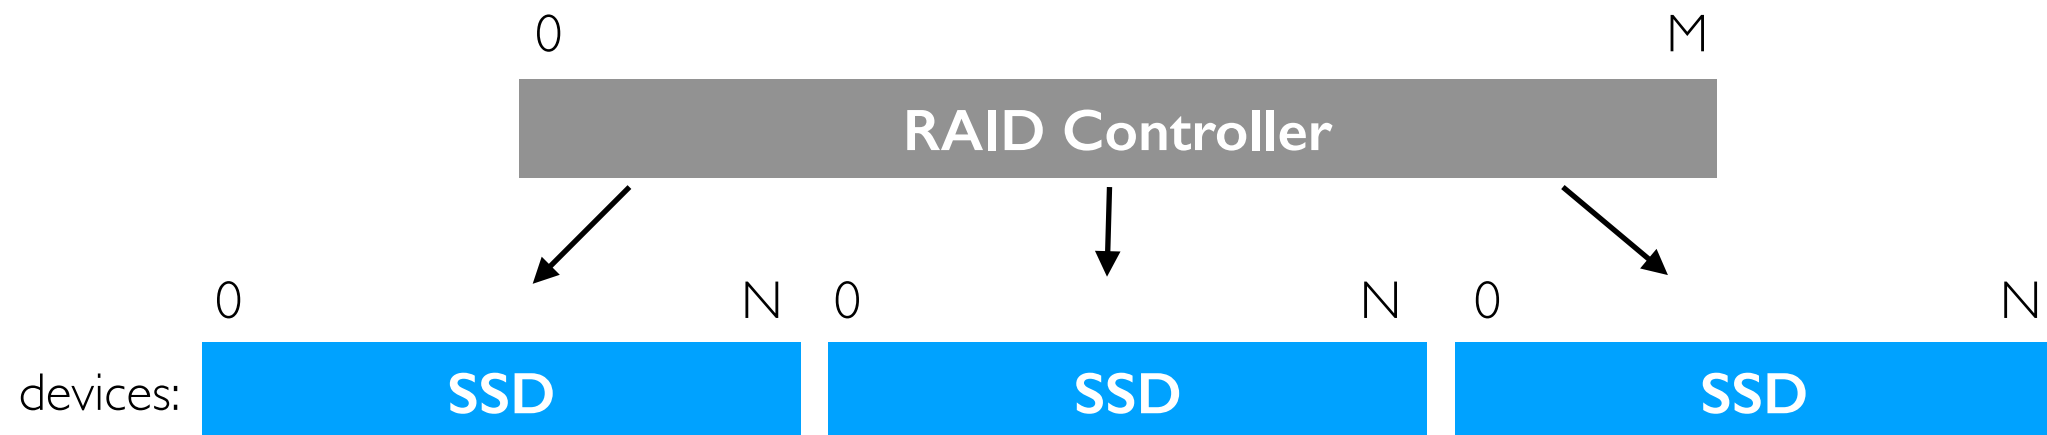 0 M
RAID Controller
0 N 0 N 0 N
devices: SSD SSD SSD